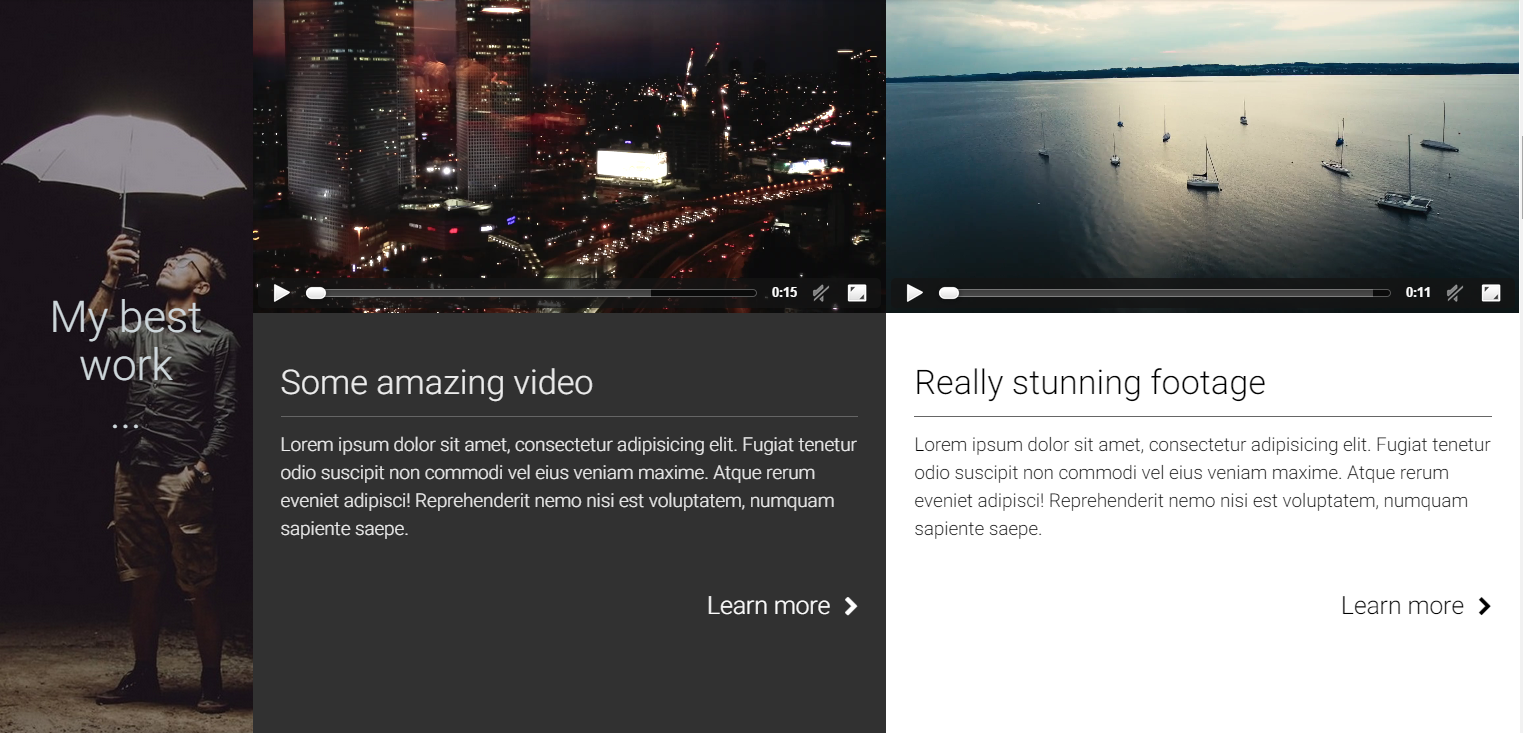 My best
work
...
0:15
0:11
Some amazing video
Lorem ipsum dolor sit amet, consectetur adipisicing elit. Fugiat tenetur
odio suscipit non commodi vel eius veniam maxime. Atque rerum
eveniet adipisci! Reprehenderit nemo nisi est voluptatem, numquam
sapiente saepe.
Learn more
Really stunning footage
Lorem ipsum dolor sit amet, consectetur adipisicing elit. Fugiat tenetur
odio suscipit non commodi vel eius veniam maxime. Atque rerum
eveniet adipisci! Reprehenderit nemo nisi est voluptatem, numquam
sapiente saepe.
Learn more